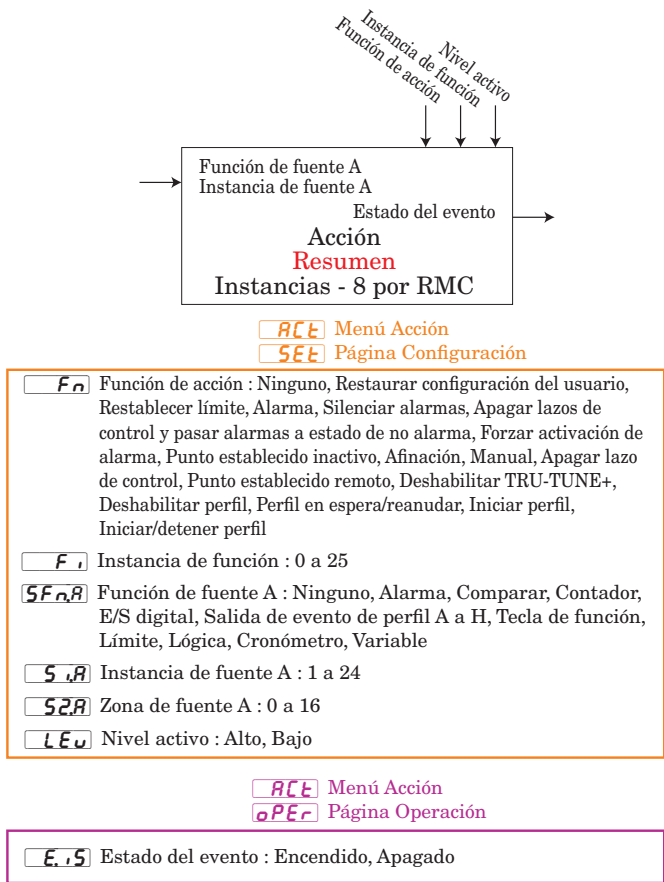 Instancia de función
Función de acción
Nivel activo
Función de fuente A
Instancia de fuente A
Estado del evento
Acción
Resumen
Instancias - 8 por RMC
ACt Menú Acción
SEt Página Configuración
Fn Función de acción : Ninguno, Restaurar configuración del usuario,
Restablecer límite, Alarma, Silenciar alarmas, Apagar lazos de
control y pasar alarmas a estado de no alarma, Forzar activación de
alarma, Punto establecido inactivo, Afinación, Manual, Apagar lazo
de control, Punto establecido remoto, Deshabilitar TRU-TUNE+,
Deshabilitar perfil, Perfil en espera/reanudar, Iniciar perfil,
Iniciar/detener perfil
Fi Instancia de función : 0 a 25
SFn.A Función de fuente A : Ninguno, Alarma, Comparar, Contador,
E/S digital, Salida de evento de perfil A a H, Tecla de función,
Límite, Lógica, Cronómetro, Variable
Si.A Instancia de fuente A : 1 a 24
S2.A Zona de fuente A : 0 a 16
LEv Nivel activo : Alto, Bajo
ACt Menú Acción
oPEr Página Operación
E.iS Estado del evento : Encendido, Apagado